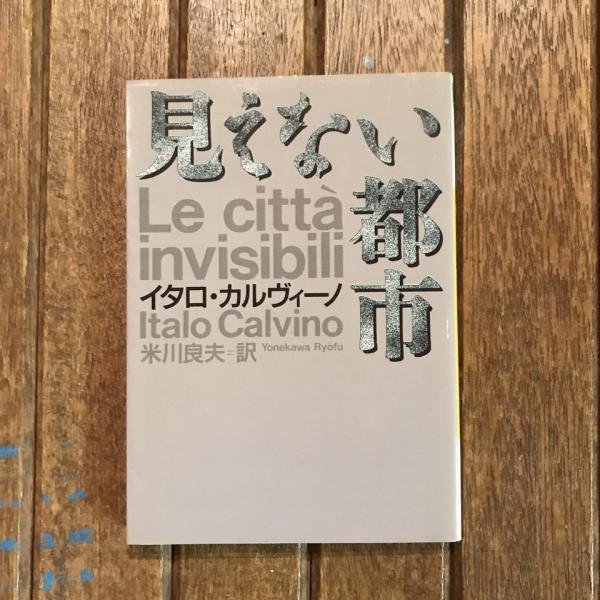 見えない都市
Le città
invisibili
イタロ・カルヴィーノ
Italo Calvino
米川良夫=訳 Yonekawa Ryōfu